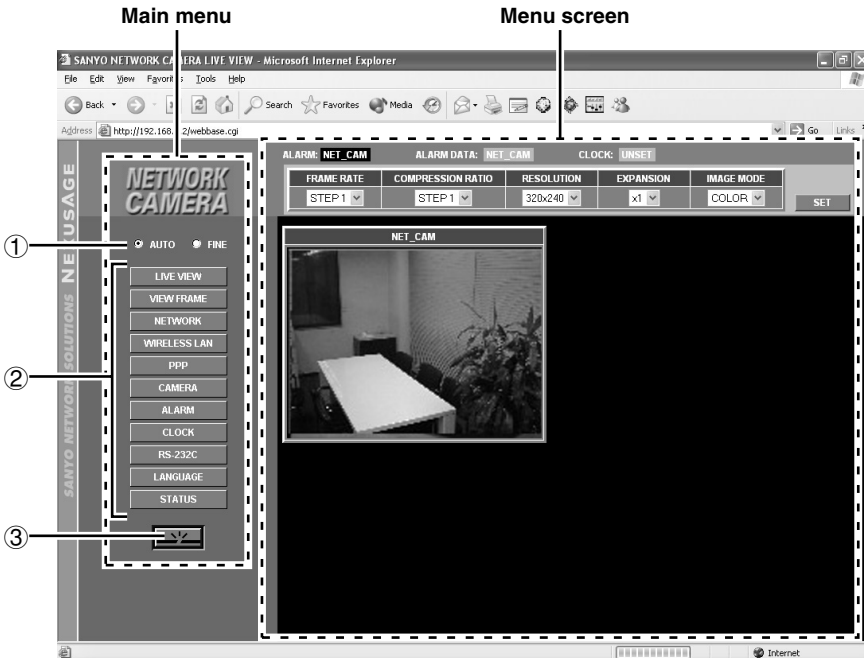 Main menu
Menu screen
SANYO NETWORK CAMERA LIVE VIEW - Microsoft Internet Explorer
File Edit View Favorites Tools Help
Back Search Favorites Media
Address http://192.168. 2/webbase.cgi Go Links
ALARM: NET_CAM ALARM DATA: NET_CAM CLOCK: UNSET
FRAME RATE COMPRESSION RATIO RESOLUTION EXPANSION IMAGE MODE
STEP 1 STEP 1 320x240 x1 COLOR SET
SANYO NETWORK SOLUTIONS NEXUSAGE
NETWORK
CAMERA
① AUTO FINE
NET_CAM
②
LIVE VIEW
VIEW FRAME
NETWORK
WIRELESS LAN
PPP
CAMERA
ALARM
CLOCK
RS-232C
LANGUAGE
STATUS
③
Internet